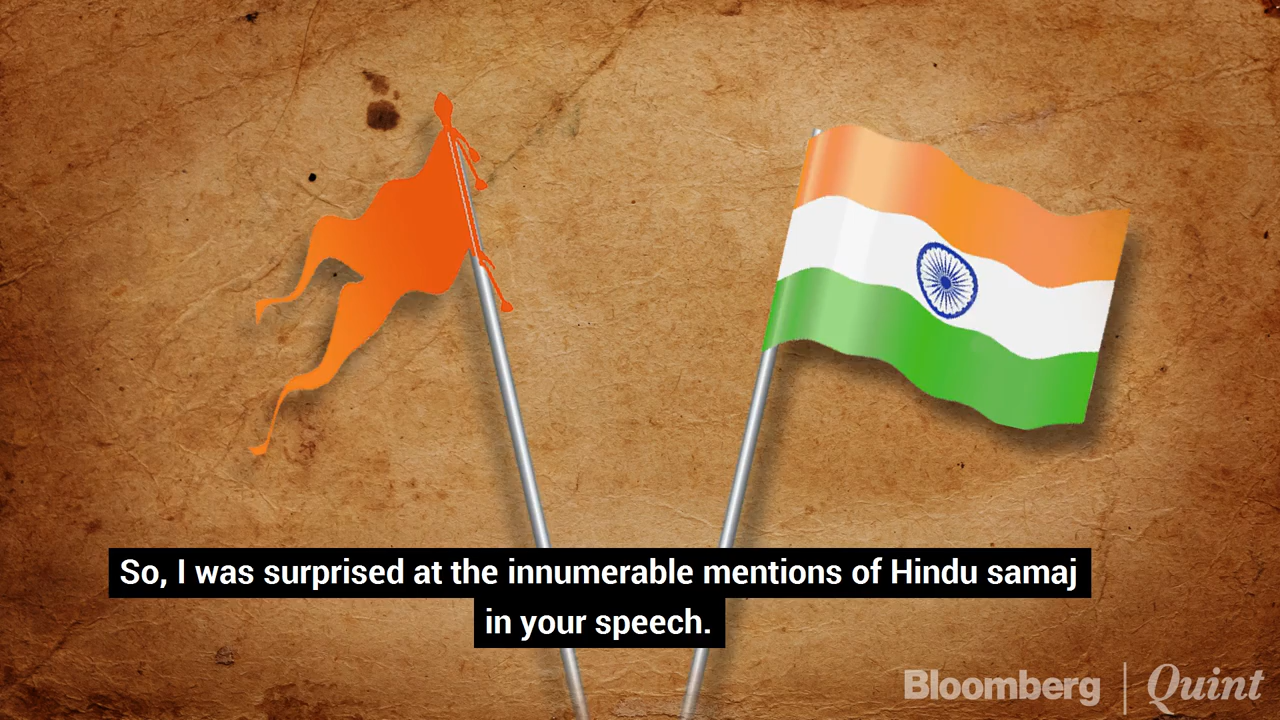 So, I was surprised at the innumerable mentions of Hindu samaj
in your speech.
Bloomberg | Quint